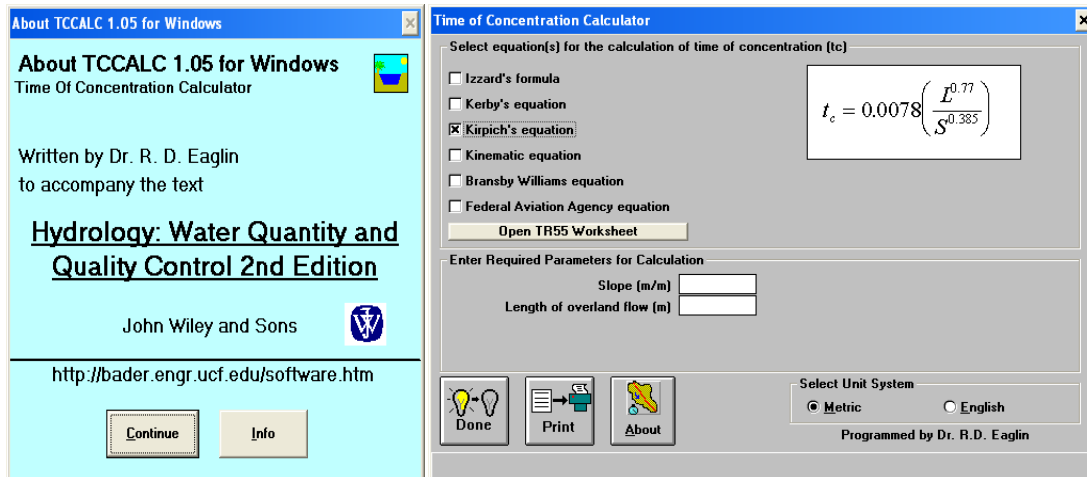 About TCCALC 1.05 for Windows
About TCCALC 1.05 for Windows
Time Of Concentration Calculator
Written by Dr. R. D. Eaglin
to accompany the text
Hydrology: Water Quantity and
Quality Control 2nd Edition
John Wiley and Sons
http://bader.engr.ucf.edu/software.htm
Continue
Info
Time of Concentration Calculator
Select equation(s) for the calculation of time of concentration (tc)
Izzard's formula
Kerby's equation
Kirpich's equation
Kinematic equation
Bransby Williams equation
Federal Aviation Agency equation
Open TR55 Worksheet
t_c = 0.0078(L^0.77/S^0.385)
Enter Required Parameters for Calculation
Slope (m/m)
Length of overland flow (m)
Done
Print
About
Select Unit System
Metric
English
Programmed by Dr. R.D. Eaglin